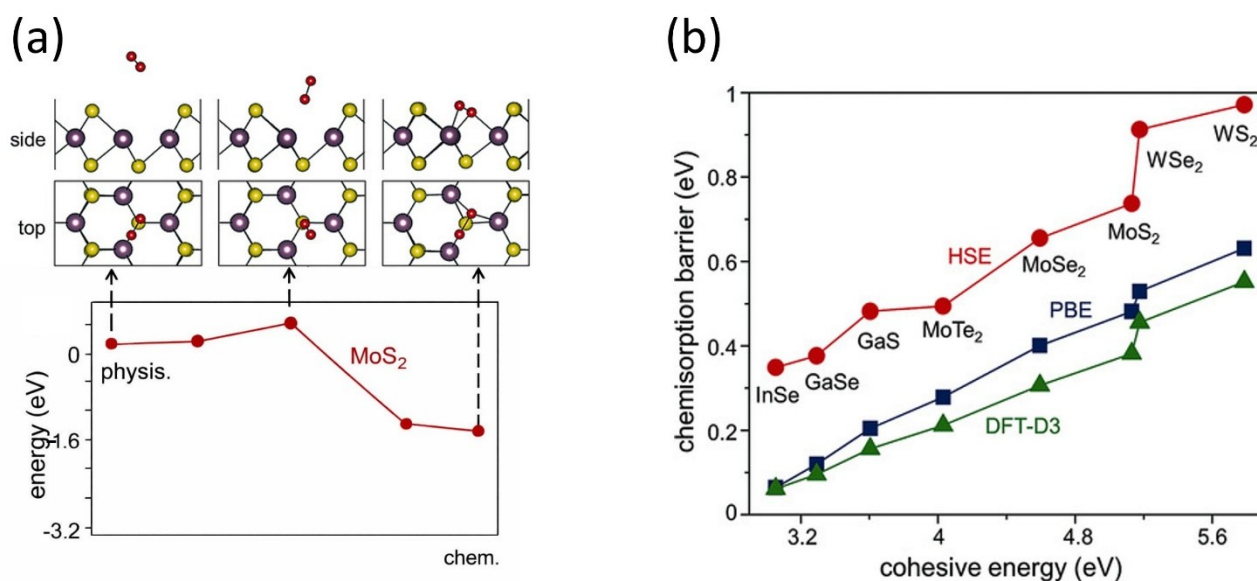 (a)
side
top
energy (eV)
0
-1.6
-3.2
physis.
MoS2
chem.
(b)
chemisorption barrier (eV)
1
0.8
0.6
0.4
0.2
0
HSE
PBE
DFT-D3
InSe
GaSe
GaS
MoTe2
MoSe2
MoS2
WSe2
WS2
3.2
4
4.8
5.6
cohesive energy (eV)